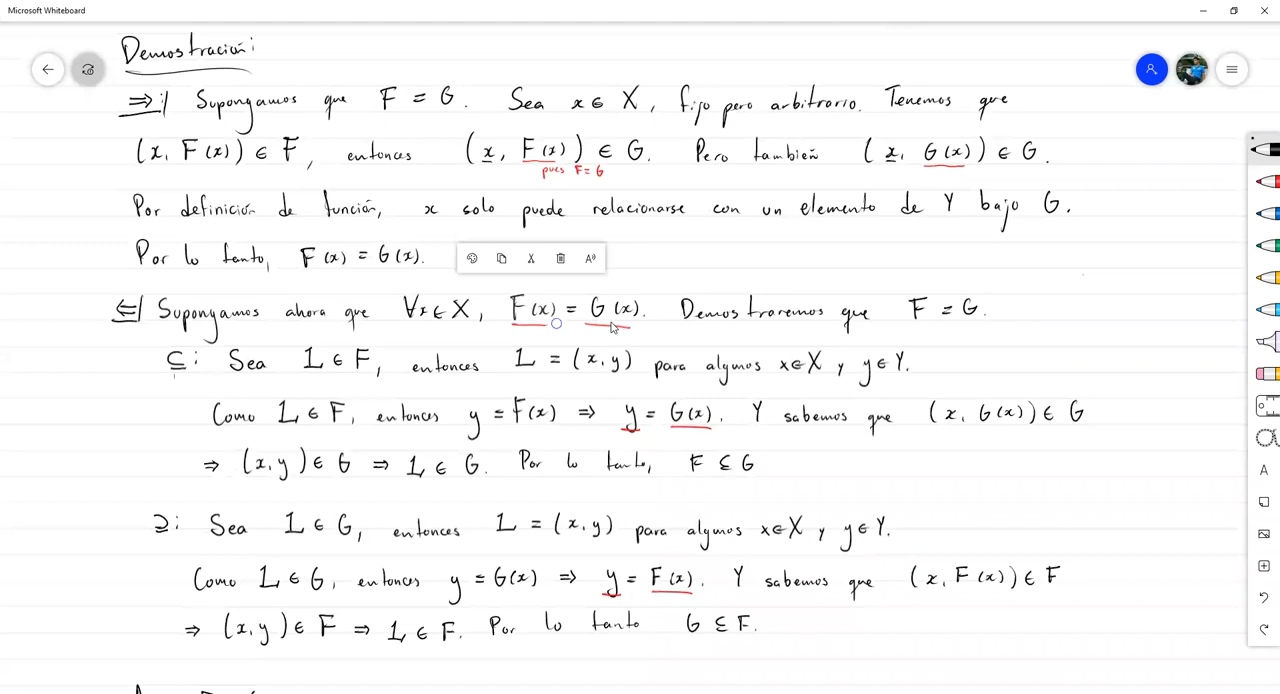 Microsoft Whiteboard
Demostración:
⇒| Supongamos que F = G. Sea x ∈ X, fijo pero arbitrario. Tenemos que
(x, F(x)) ∈ F, entonces (x, F(x)) ∈ G. Pero también (x, G(x)) ∈ G.
pues F = G
Por definición de función, x solo puede relacionarse con un elemento de Y bajo G.
Por lo tanto, F(x) = G(x).
⇐| Supongamos ahora que ∀x ∈ X, F(x) = G(x). Demostraremos que F = G.
⊆: Sea L ∈ F, entonces L = (x, y) para algunos x ∈ X y y ∈ Y.
Como L ∈ F, entonces y = F(x) ⇒ y = G(x). Y sabemos que (x, G(x)) ∈ G
⇒ (x, y) ∈ G ⇒ L ∈ G. Por lo tanto, F ⊆ G
⊇: Sea L ∈ G, entonces L = (x, y) para algunos x ∈ X y y ∈ Y.
Como L ∈ G, entonces y = G(x) ⇒ y = F(x). Y sabemos que (x, F(x)) ∈ F
⇒ (x, y) ∈ F ⇒ L ∈ F. Por lo tanto G ⊆ F.